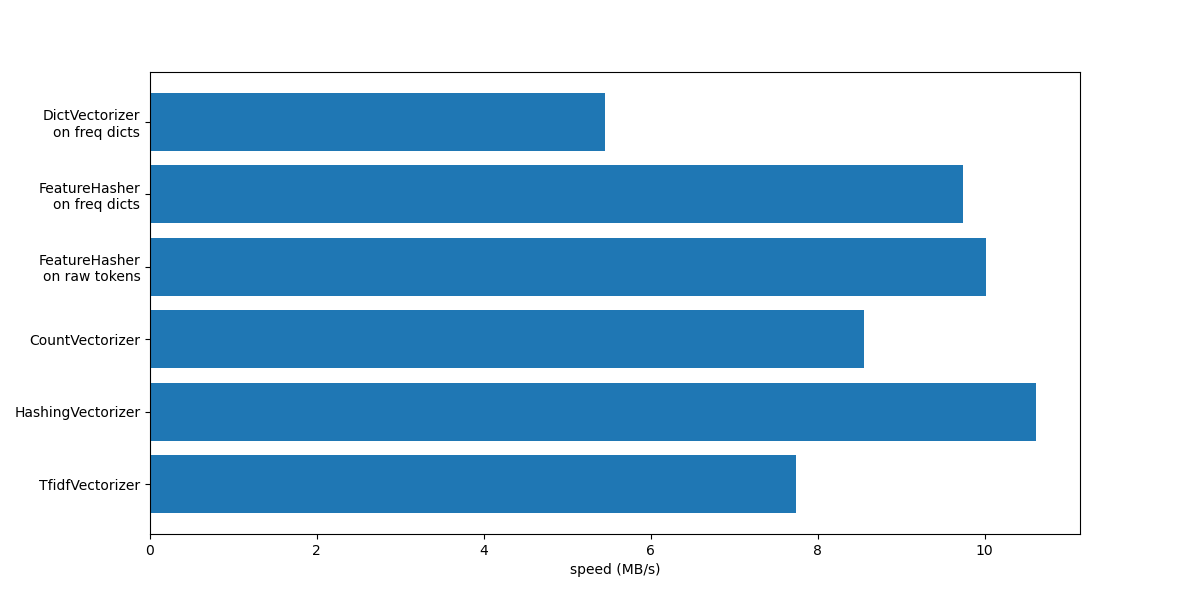 DictVectorizer
on freq dicts
FeatureHasher
on freq dicts
FeatureHasher
on raw tokens
CountVectorizer
HashingVectorizer
TfidfVectorizer
0 2 4 6 8 10
speed (MB/s)